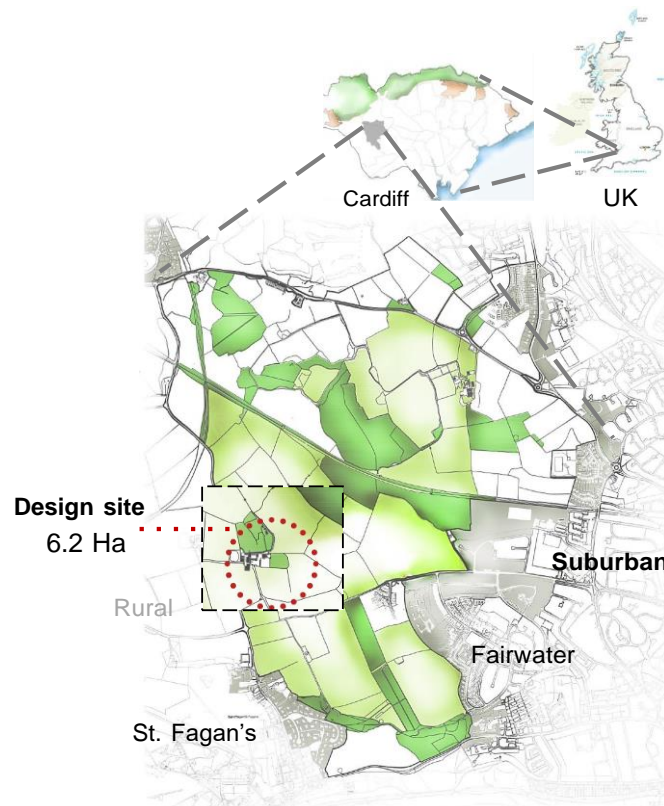 Cardiff
UK
Design site
6.2 Ha
Suburban
Rural
Fairwater
St. Fagan's